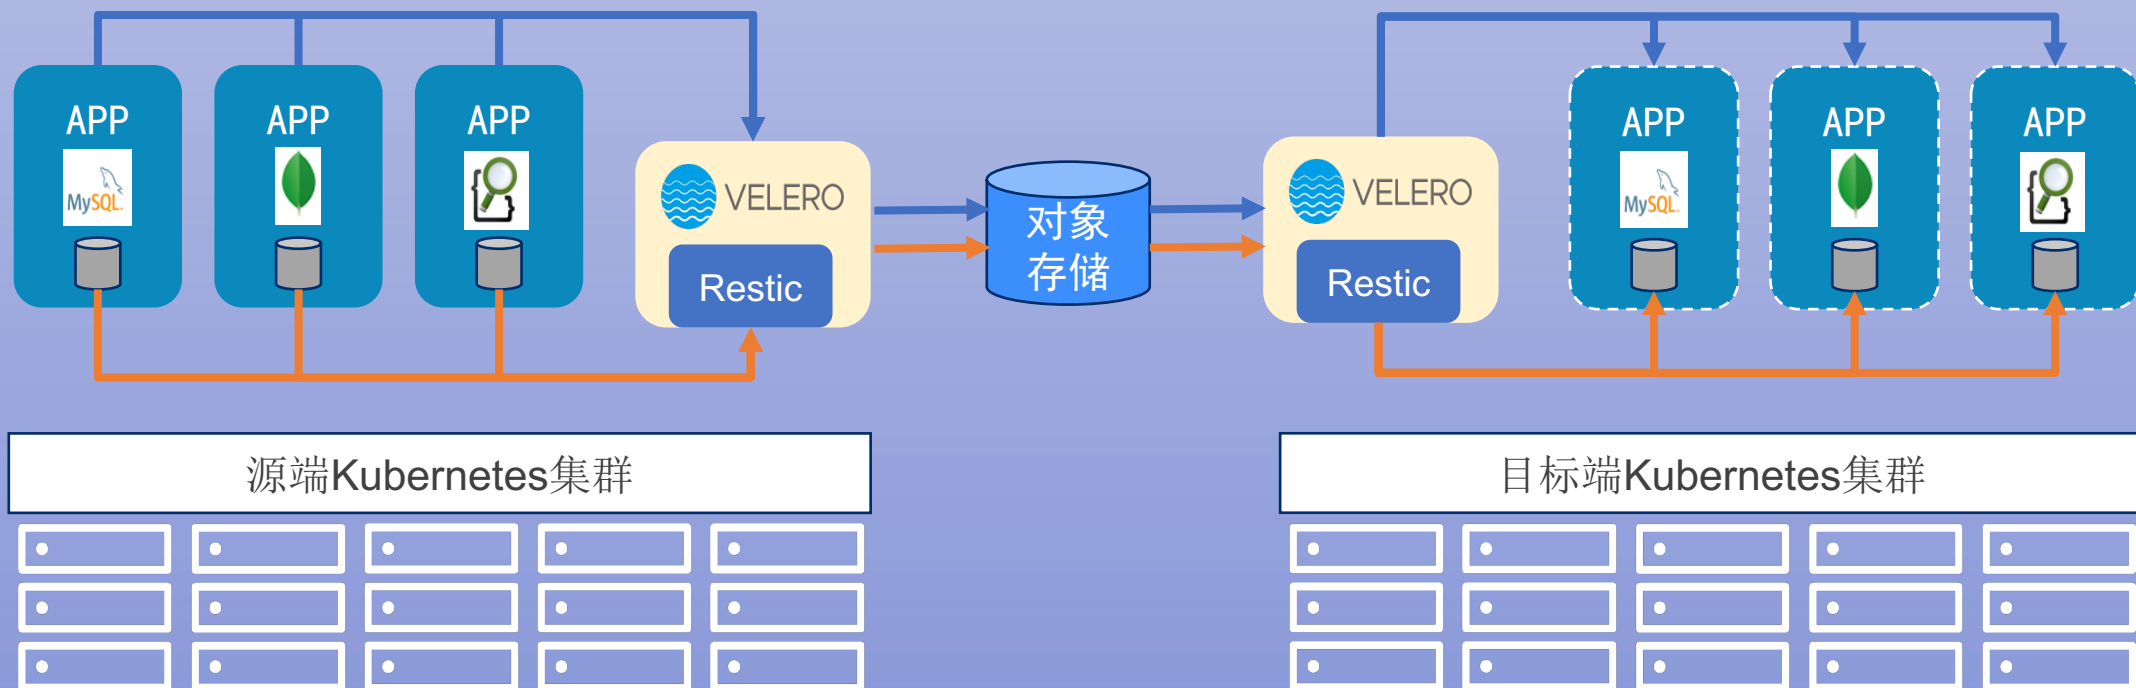 APP
MySQL
APP
APP
VELERO
Restic
对象
存储
VELERO
Restic
APP
MySQL
APP
APP
源端Kubernetes集群
目标端Kubernetes集群